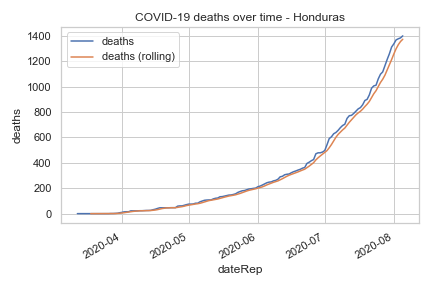 COVID-19 deaths over time - Honduras
deaths
deaths (rolling)
1400
1200
1000
800
600
400
200
0
deaths
2020-04
2020-05
2020-06
2020-07
2020-08
dateRep